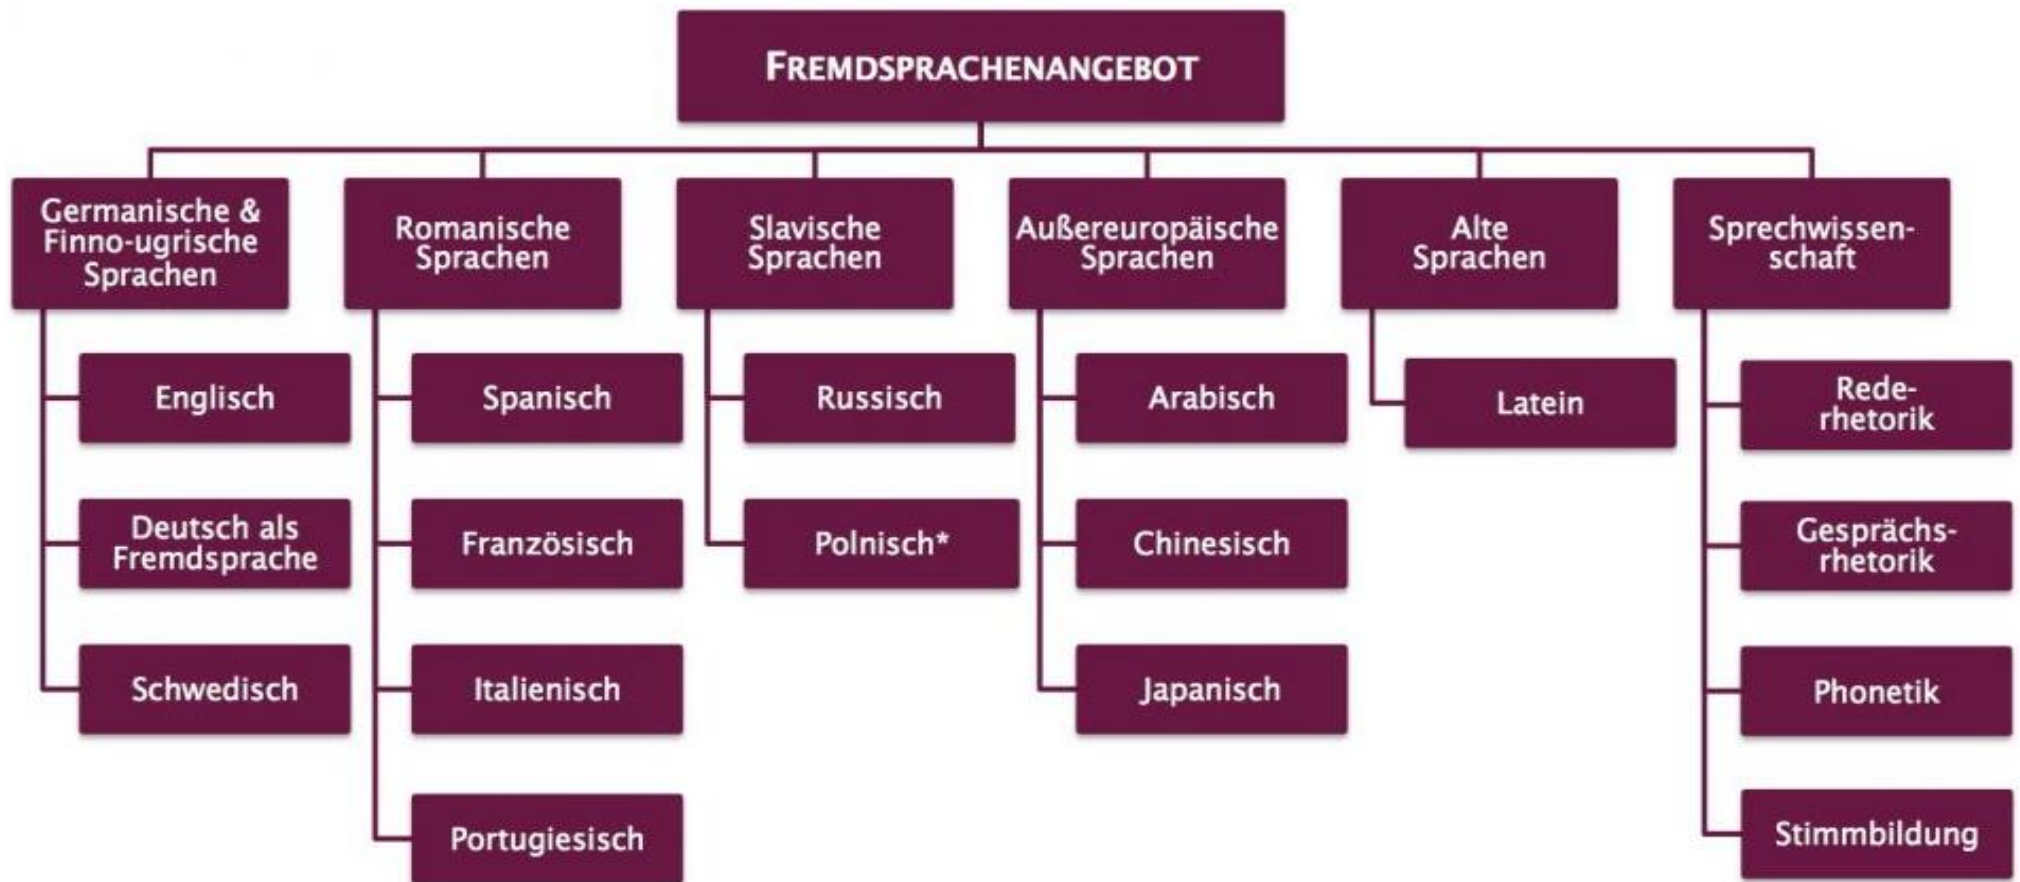 FREMDSPRACHENANGEBOT
Germanische &
Finno-ugrische
Sprachen
Englisch
Deutsch als
Fremdsprache
Schwedisch
Romanische
Sprachen
Spanisch
Französisch
Italienisch
Portugiesisch
Slavische
Sprachen
Russisch
Polnisch*
Außereuropäische
Sprachen
Arabisch
Chinesisch
Japanisch
Alte
Sprachen
Latein
Sprechwissen-
schaft
Rede-
rhetorik
Gesprächs-
rhetorik
Phonetik
Stimmbildung